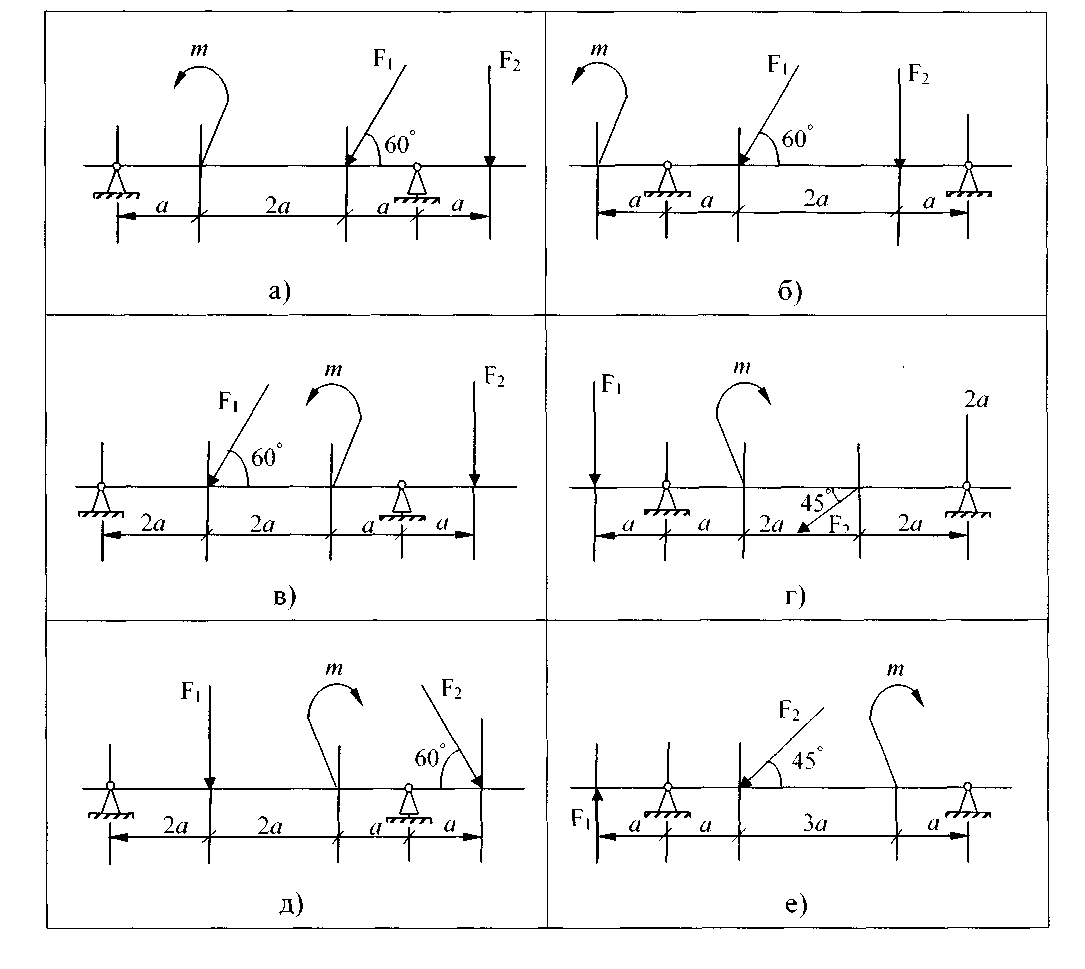 m F₁ F₂
60°
a 2a a a
а)
m F₁ F₂
60°
a a 2a a
б)
F₁ m F₂
60°
2a 2a a a
в)
F₁ m 2a
45°
F₂
a a 2a 2a
г)
F₁ m F₂
60°
2a 2a a a
д)
F₂ m
45°
F₁
a a 3a a
е)